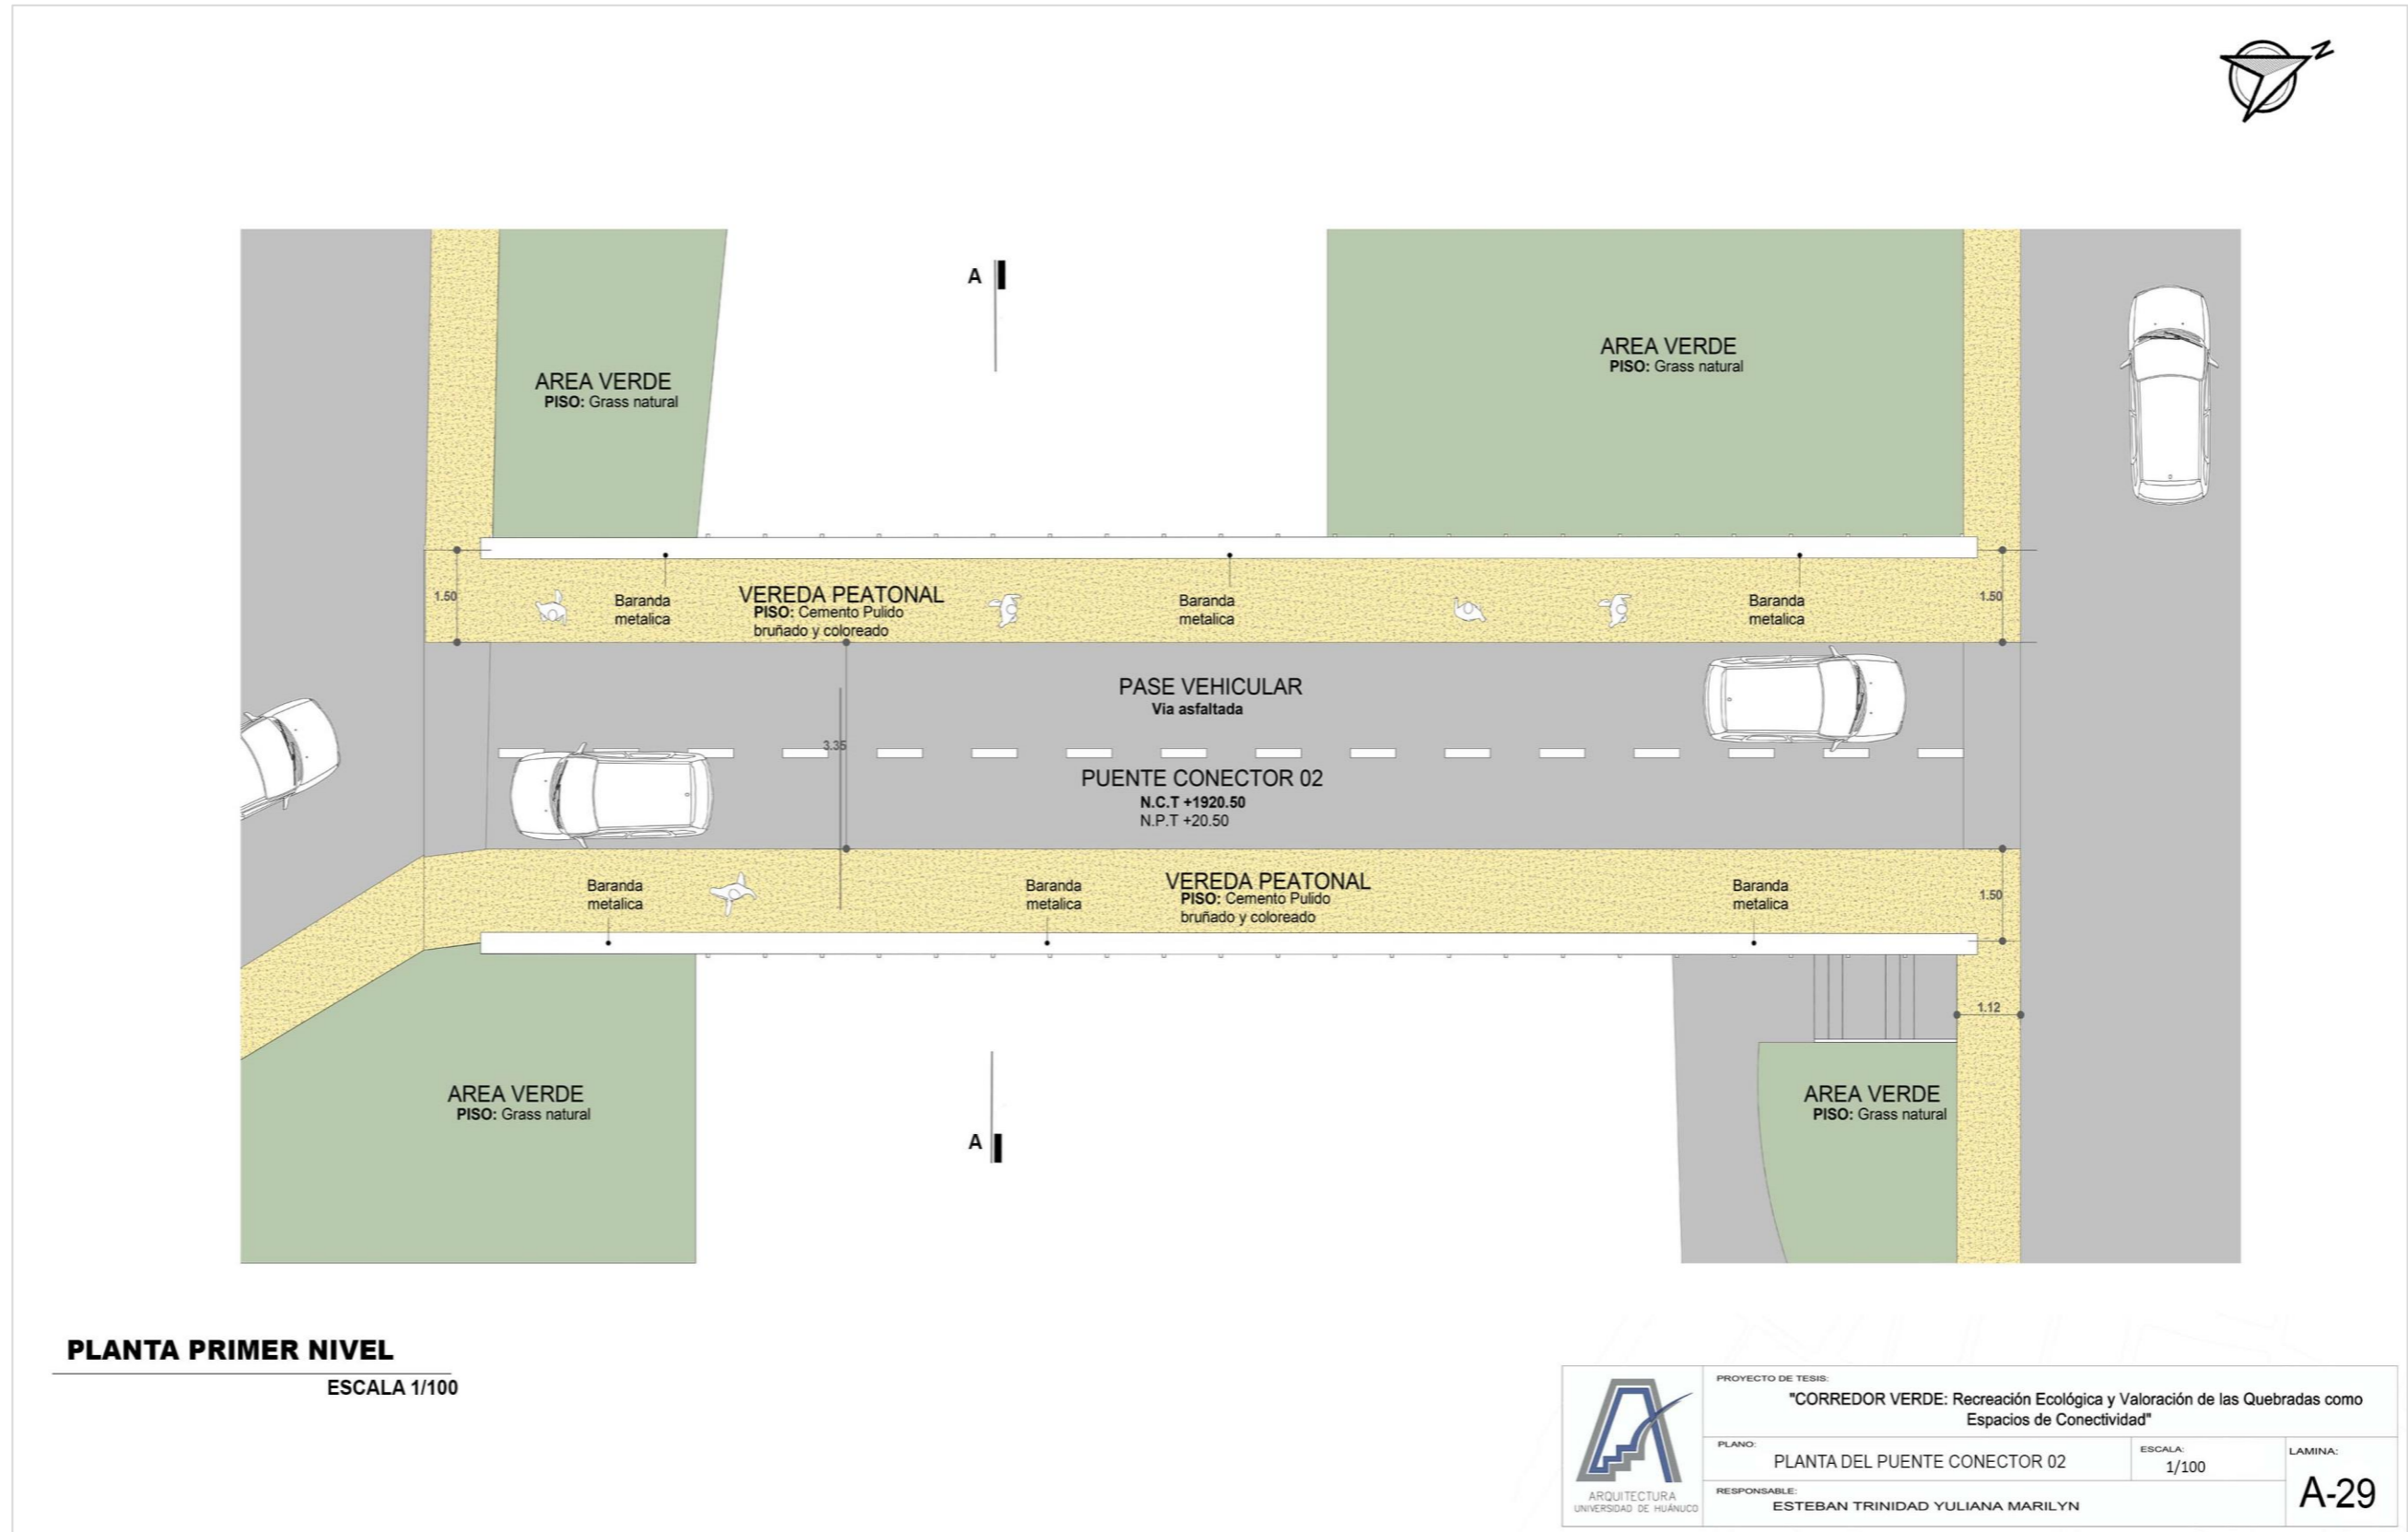 N
A
AREA VERDE
PISO: Grass natural
AREA VERDE
PISO: Grass natural
1.50
Baranda
metalica
VEREDA PEATONAL
PISO: Cemento Pulido
bruñado y coloreado
Baranda
metalica
Baranda
metalica
1.50
PASE VEHICULAR
Via asfaltada
3.35
PUENTE CONECTOR 02
N.C.T +1920.50
N.P.T +20.50
Baranda
metalica
Baranda
metalica
VEREDA PEATONAL
PISO: Cemento Pulido
bruñado y coloreado
Baranda
metalica
1.50
1.12
AREA VERDE
PISO: Grass natural
AREA VERDE
PISO: Grass natural
A
PLANTA PRIMER NIVEL
ESCALA 1/100
ARQUITECTURA
UNIVERSIDAD DE HUÁNUCO
PROYECTO DE TESIS:
"CORREDOR VERDE: Recreación Ecológica y Valoración de las Quebradas como
Espacios de Conectividad"
PLANO:
PLANTA DEL PUENTE CONECTOR 02
ESCALA:
1/100
LAMINA:
A-29
RESPONSABLE:
ESTEBAN TRINIDAD YULIANA MARILYN